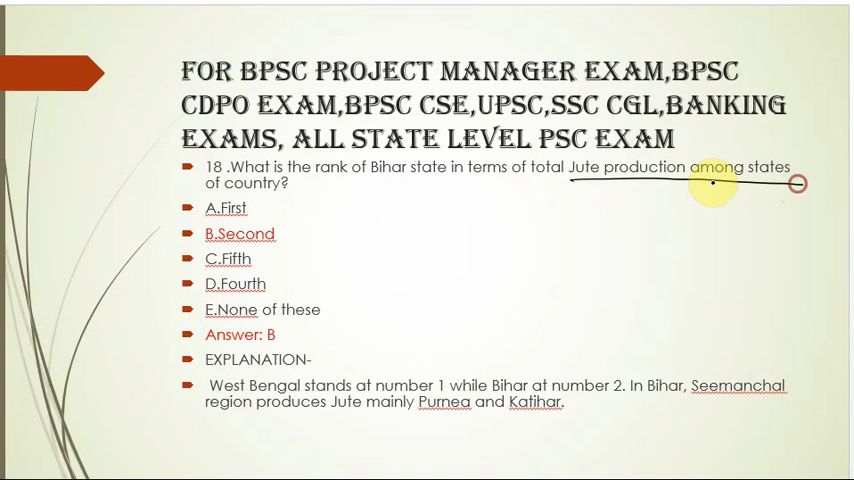 FOR BPSC PROJECT MANAGER EXAM,BPSC
CDPO EXAM,BPSC CSE,UPSC,SSC CGL,BANKING
EXAMS, ALL STATE LEVEL PSC EXAM
18 .What is the rank of Bihar state in terms of total Jute production among states
of country?
A.First
B.Second
C.Fifth
D.Fourth
E.None of these
Answer: B
EXPLANATION-
West Bengal stands at number 1 while Bihar at number 2. In Bihar, Seemanchal
region produces Jute mainly Purnea and Katihar.